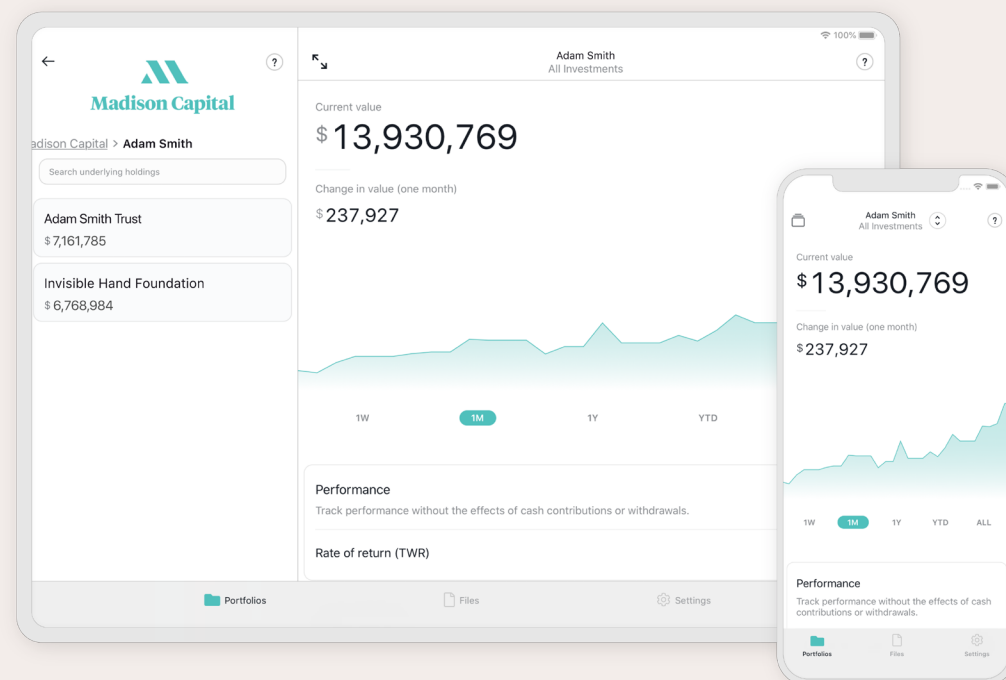 100%
?
Adam Smith
All Investments
?
Madison Capital
adison Capital > Adam Smith
Search underlying holdings
Adam Smith Trust
$ 7,161,785
Invisible Hand Foundation
$ 6,768,984
Current value
$ 13,930,769
Change in value (one month)
$ 237,927
1W 1M 1Y YTD
Performance
Track performance without the effects of cash contributions or withdrawals.
Rate of return (TWR)
Portfolios Files Settings
Adam Smith
All Investments
?
Current value
$ 13,930,769
Change in value (one month)
$ 237,927
1W 1M 1Y YTD ALL
Performance
Track performance without the effects of cash
contributions or withdrawals.
Portfolios Files Settings